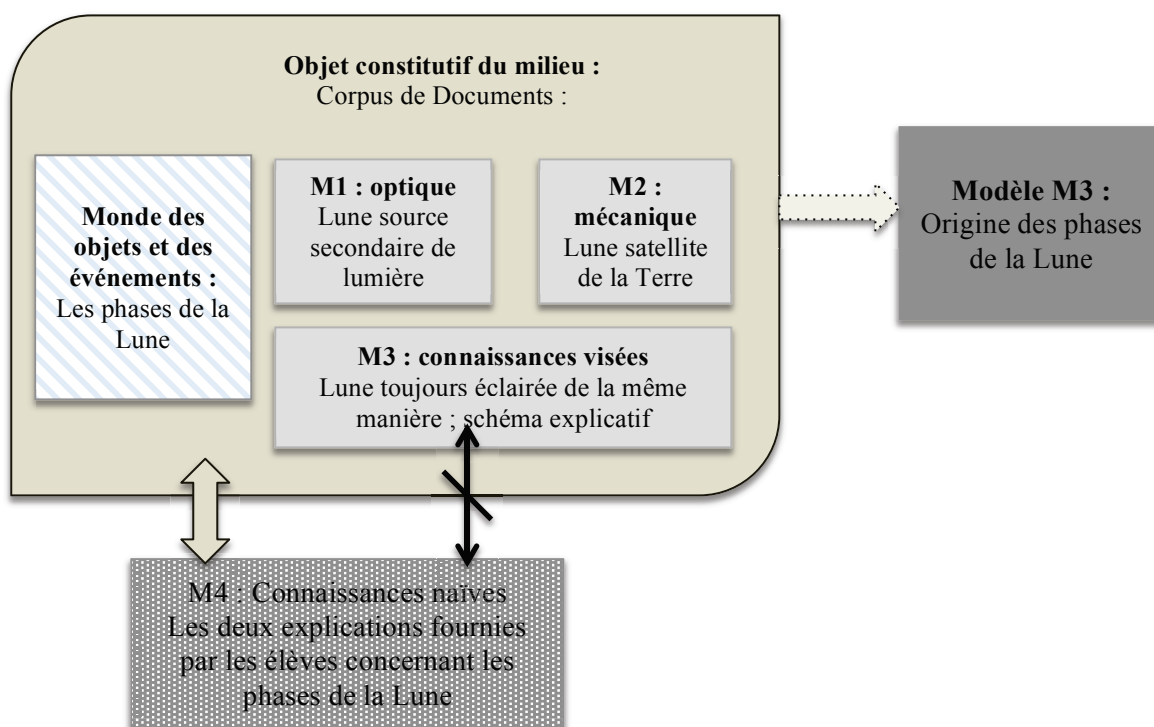 Objet constitutif du milieu :
Corpus de Documents :
Monde des
objets et des
événements :
Les phases de la
Lune
M1 : optique
Lune source
secondaire de
lumière
M2 :
mécanique
Lune satellite
de la Terre
M3 : connaissances visées
Lune toujours éclairée de la même
manière ; schéma explicatif
Modèle M3 :
Origine des phases
de la Lune
M4 : Connaissances naïves
Les deux explications fournies
par les élèves concernant les
phases de la Lune